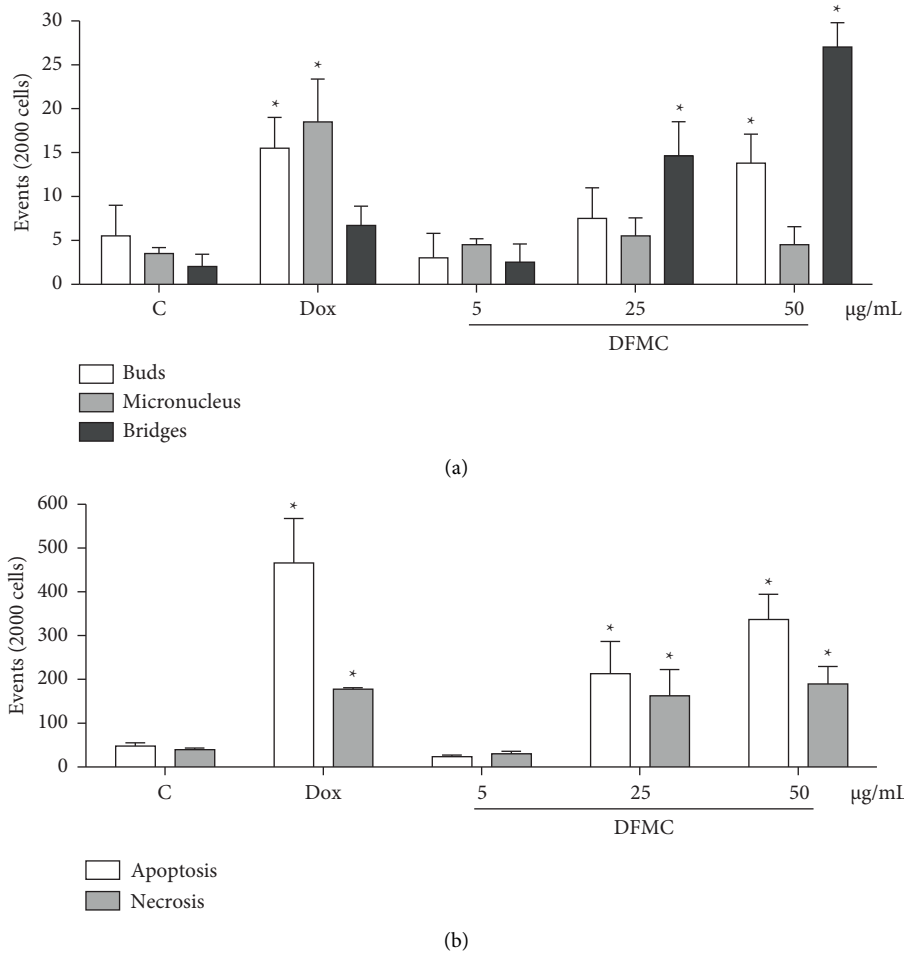 Events (2000 cells)
30
25
20
15
10
5
0
* * * * *
C Dox 5 25 50 µg/mL
DFMC
Buds
Micronucleus
Bridges
(a)
Events (2000 cells)
600
500
400
300
200
100
0
* * * * * *
C Dox 5 25 50 µg/mL
DFMC
Apoptosis
Necrosis
(b)